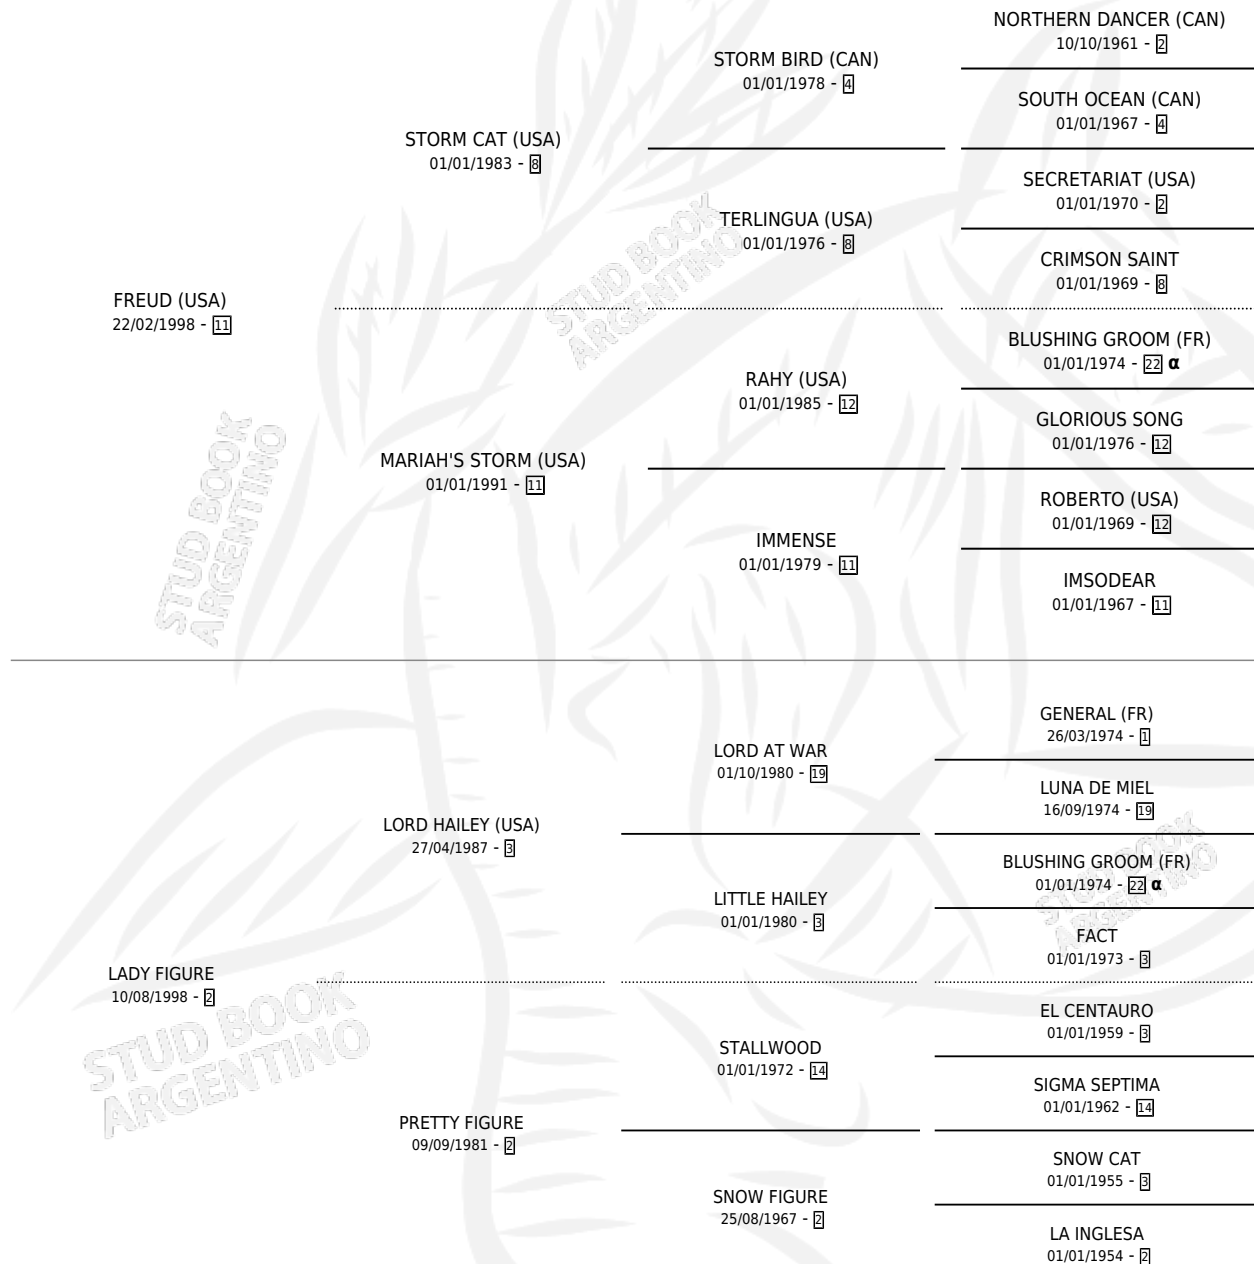 NORTHERN DANCER (CAN)
10/10/1961 - 2
STORM BIRD (CAN)
01/01/1978 - 4
SOUTH OCEAN (CAN)
01/01/1967 - 4
STORM CAT (USA)
01/01/1983 - 8
SECRETARIAT (USA)
01/01/1970 - 2
TERLINGUA (USA)
01/01/1976 - 8
CRIMSON SAINT
01/01/1969 - 8
FREUD (USA)
22/02/1998 - 11
BLUSHING GROOM (FR)
01/01/1974 - 22 α
RAHY (USA)
01/01/1985 - 12
GLORIOUS SONG
01/01/1976 - 12
MARIAH'S STORM (USA)
01/01/1991 - 11
ROBERTO (USA)
01/01/1969 - 12
IMMENSE
01/01/1979 - 11
IMSODEAR
01/01/1967 - 11
GENERAL (FR)
26/03/1974 - 1
LORD AT WAR
01/10/1980 - 19
LUNA DE MIEL
16/09/1974 - 19
LORD HAILEY (USA)
27/04/1987 - 3
BLUSHING GROOM (FR)
01/01/1974 - 22 α
LITTLE HAILEY
01/01/1980 - 3
FACT
01/01/1973 - 3
LADY FIGURE
10/08/1998 - 2
EL CENTAURO
01/01/1959 - 3
STALLWOOD
01/01/1972 - 14
SIGMA SEPTIMA
01/01/1962 - 14
PRETTY FIGURE
09/09/1981 - 2
SNOW CAT
01/01/1955 - 3
SNOW FIGURE
25/08/1967 - 2
LA INGLESA
01/01/1954 - 2
STUD BOOK
ARGENTINO
STUD BOOK
ARGENTINO
STUD BOOK
ARGENTINO
STUD BOOK
ARGENTINO